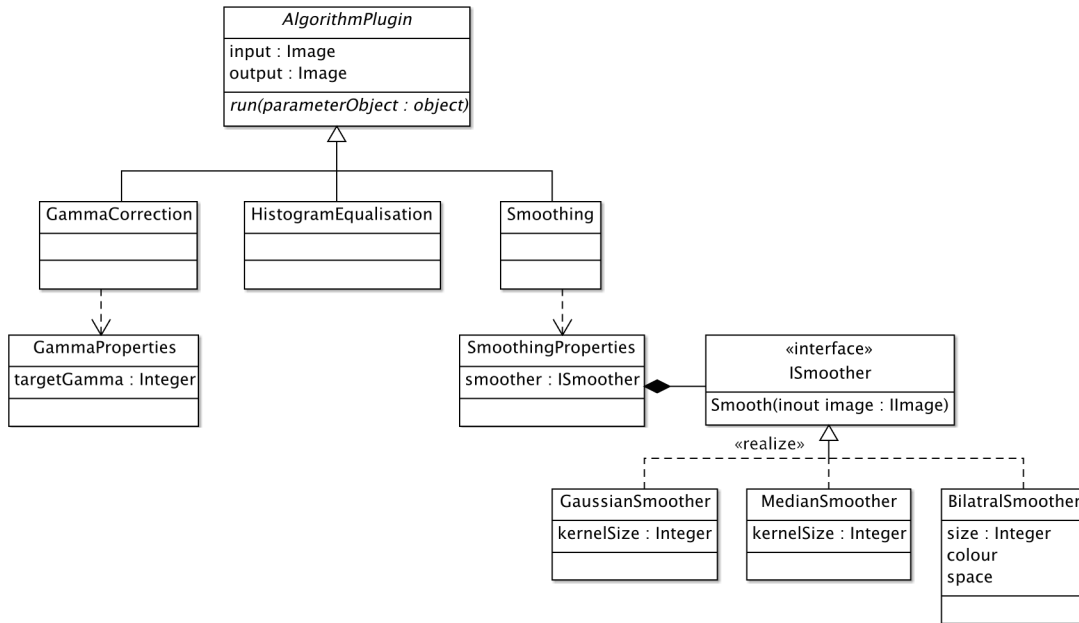 AlgorithmPlugin
input : Image
output : Image
run(parameterObject : object)
GammaCorrection
HistogramEqualisation
Smoothing
GammaProperties
targetGamma : Integer
SmoothingProperties
smoother : ISmoother
«interface»
ISmoother
Smooth(inout image : IImage)
«realize»
GaussianSmoother
kernelSize : Integer
MedianSmoother
kernelSize : Integer
BilatralSmoother
size : Integer
colour
space